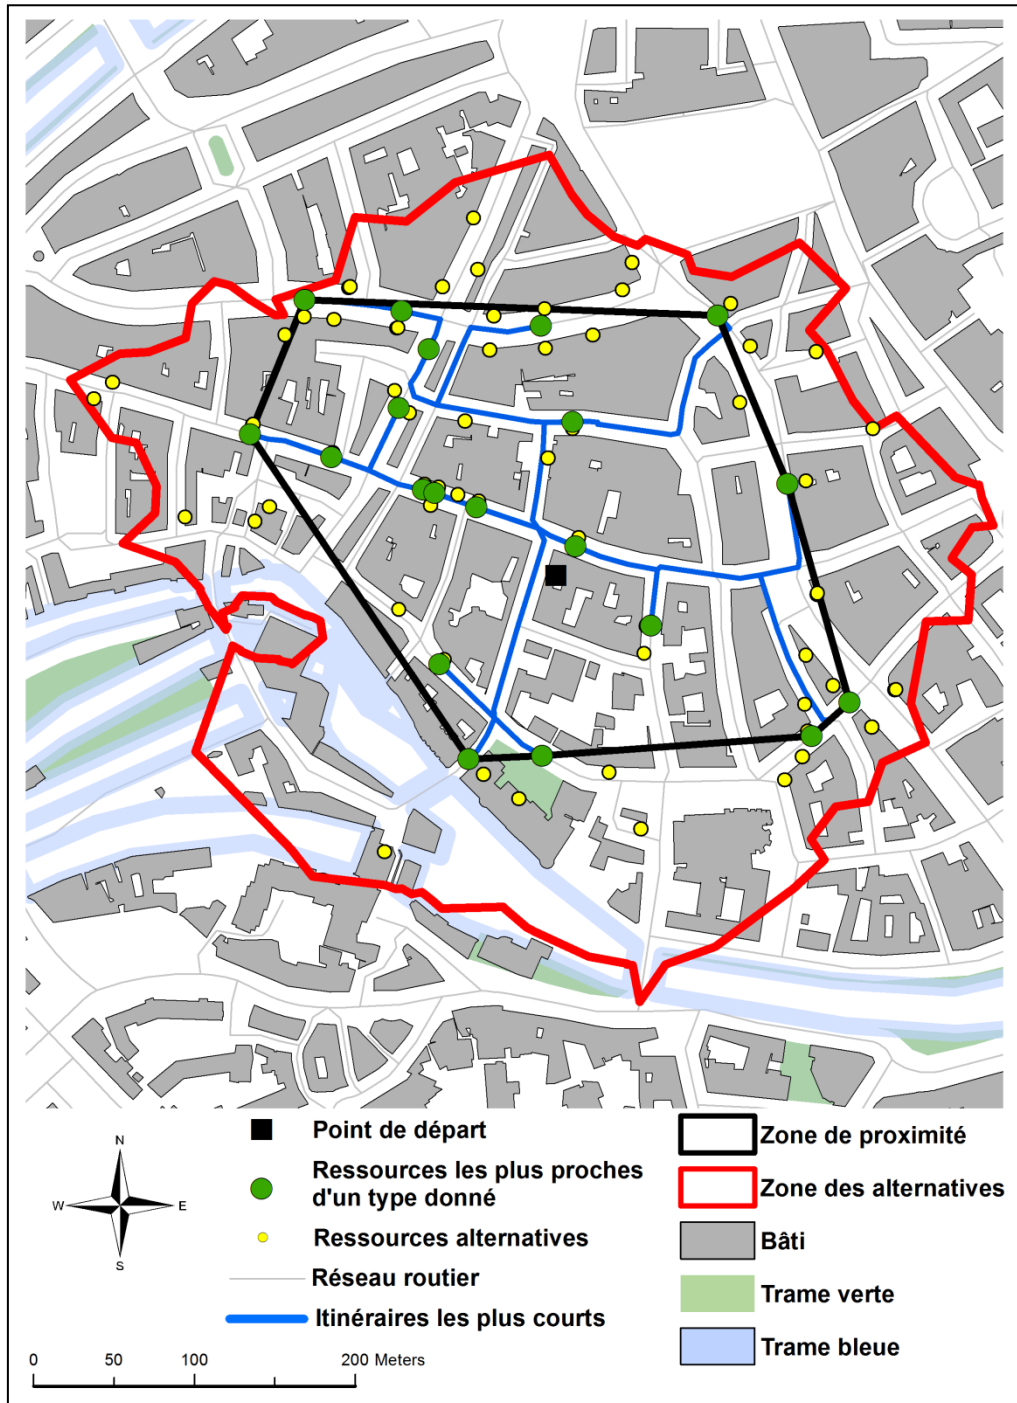 N
W
E
S
Point de départ
Ressources les plus proches
d'un type donné
Ressources alternatives
Réseau routier
Itinéraires les plus courts
Zone de proximité
Zone des alternatives
Bâti
Trame verte
Trame bleue
0 50 100 200 Meters